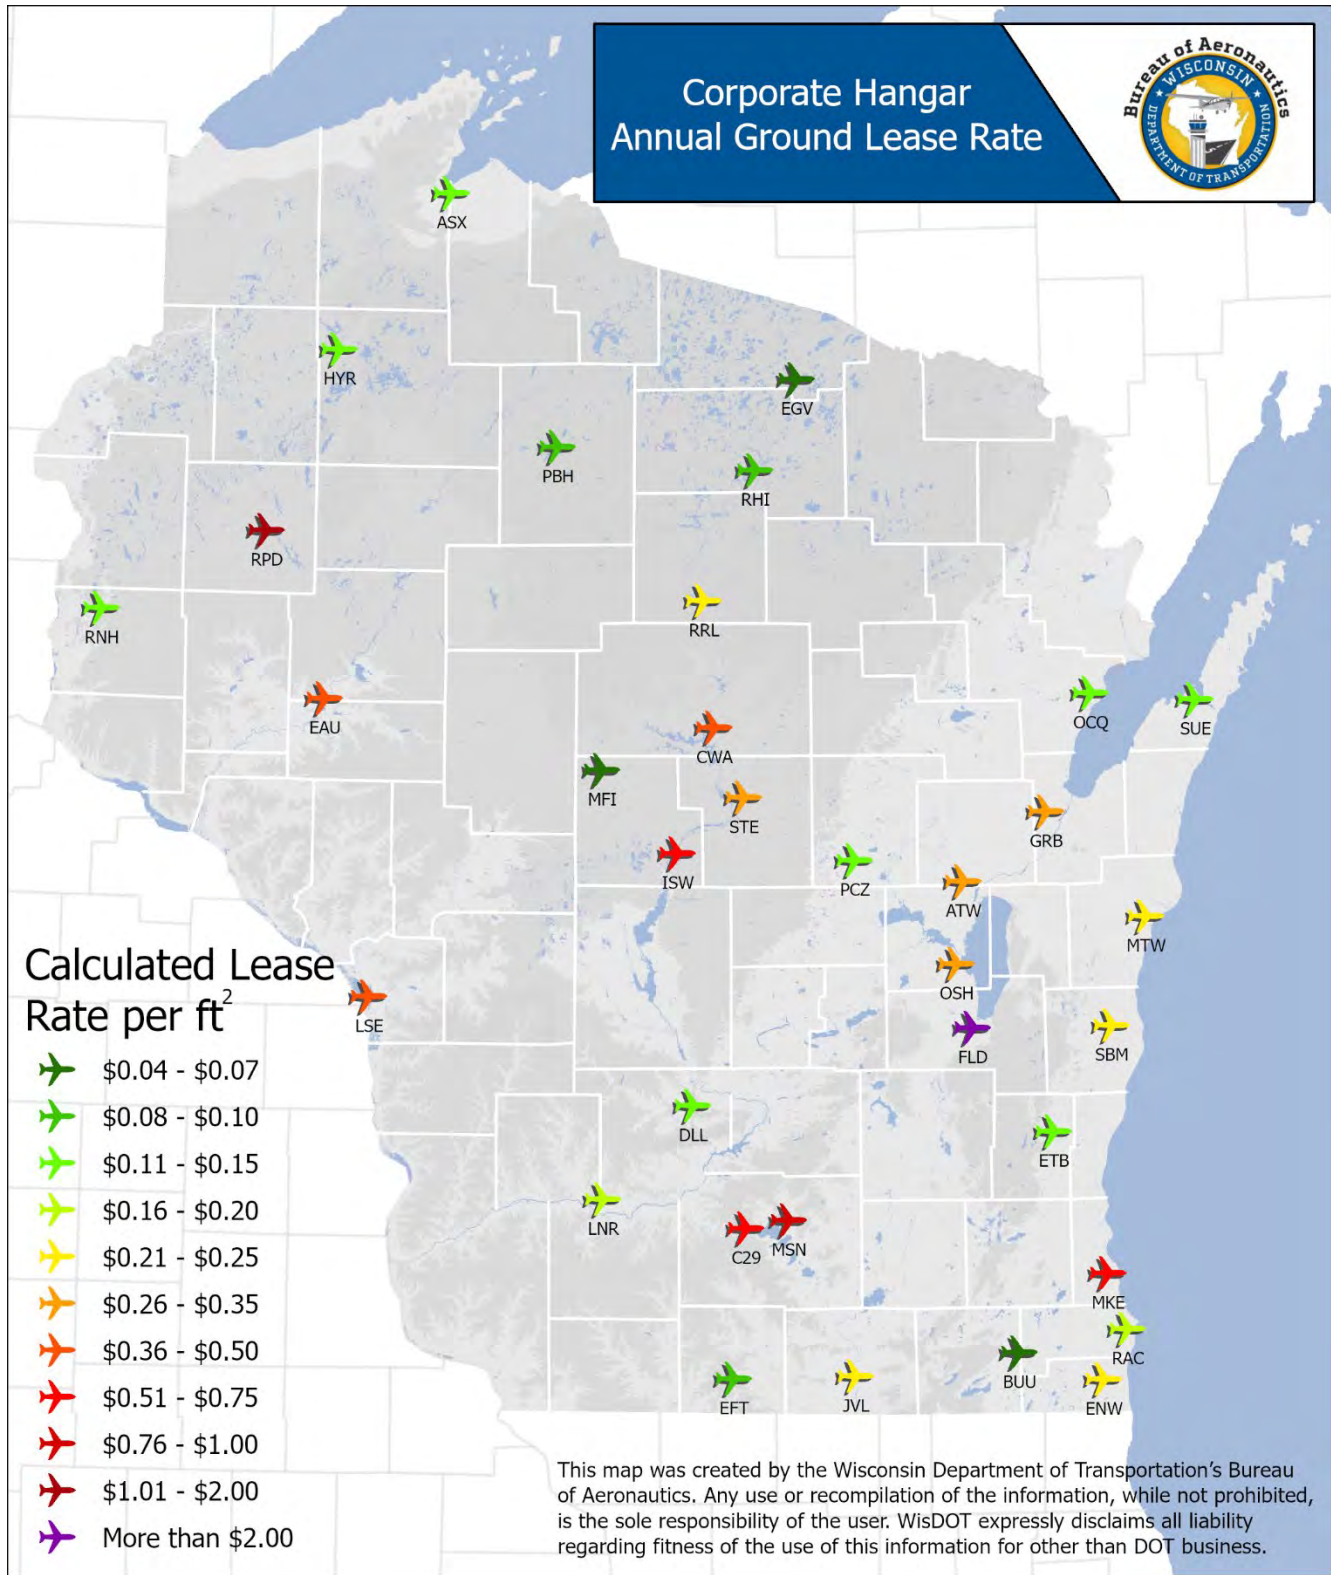 Corporate Hangar
Annual Ground Lease Rate
Bureau of Aeronautics
WISCONSIN
DEPARTMENT OF TRANSPORTATION
ASX
HYR
EGV
PBH
RHI
RPD
RRL
RNH
EAU
OCQ
SUE
CWA
MFI
STE
GRB
ISW
PCZ
ATW
MTW
OSH
LSE
FLD
SBM
DLL
ETB
LNR
C29
MSN
MKE
RAC
BUU
EFT
JVL
ENW
Calculated Lease
Rate per ft²
$0.04 - $0.07
$0.08 - $0.10
$0.11 - $0.15
$0.16 - $0.20
$0.21 - $0.25
$0.26 - $0.35
$0.36 - $0.50
$0.51 - $0.75
$0.76 - $1.00
$1.01 - $2.00
More than $2.00
This map was created by the Wisconsin Department of Transportation's Bureau
of Aeronautics. Any use or recompilation of the information, while not prohibited,
is the sole responsibility of the user. WisDOT expressly disclaims all liability
regarding fitness of the use of this information for other than DOT business.